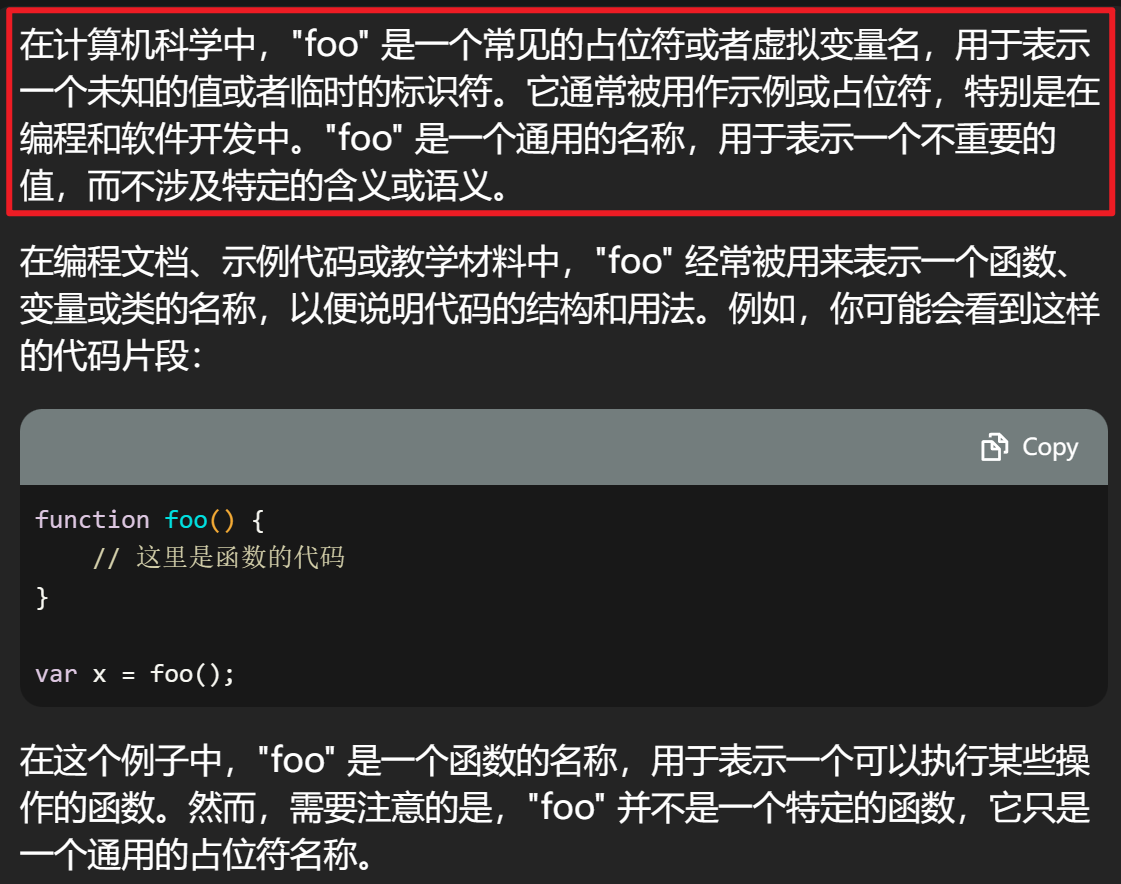 在计算机科学中，"foo" 是一个常见的占位符或者虚拟变量名，用于表示
一个未知的值或者临时的标识符。它通常被用作示例或占位符，特别是在
编程和软件开发中。"foo" 是一个通用的名称，用于表示一个不重要的
值，而不涉及特定的含义或语义。
在编程文档、示例代码或教学材料中，"foo" 经常被用来表示一个函数、
变量或类的名称，以便说明代码的结构和用法。例如，你可能会看到这样
的代码片段：
Copy
function foo() {
    // 这里是函数的代码
}
var x = foo();
在这个例子中，"foo" 是一个函数的名称，用于表示一个可以执行某些操
作的函数。然而，需要注意的是，"foo" 并不是一个特定的函数，它只是
一个通用的占位符名称。